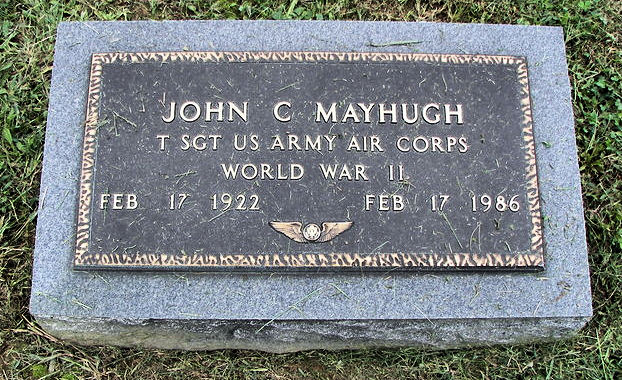 JOHN C MAYHUGH
T SGT US ARMY AIR CORPS
WORLD WAR II
FEB 17 1922 FEB 17 1986